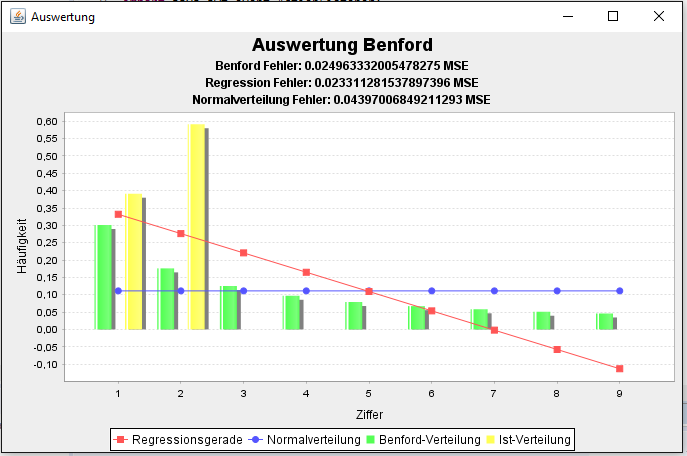 Auswertung
Auswertung Benford
Benford Fehler: 0.024963332005478275 MSE
Regression Fehler: 0.023311281537897396 MSE
Normalverteilung Fehler: 0.04397006849211293 MSE
Häufigkeit
0,60
0,55
0,50
0,45
0,40
0,35
0,30
0,25
0,20
0,15
0,10
0,05
0,00
-0,05
-0,10
1 2 3 4 5 6 7 8 9
Ziffer
Regressionsgerade Normalverteilung Benford-Verteilung Ist-Verteilung